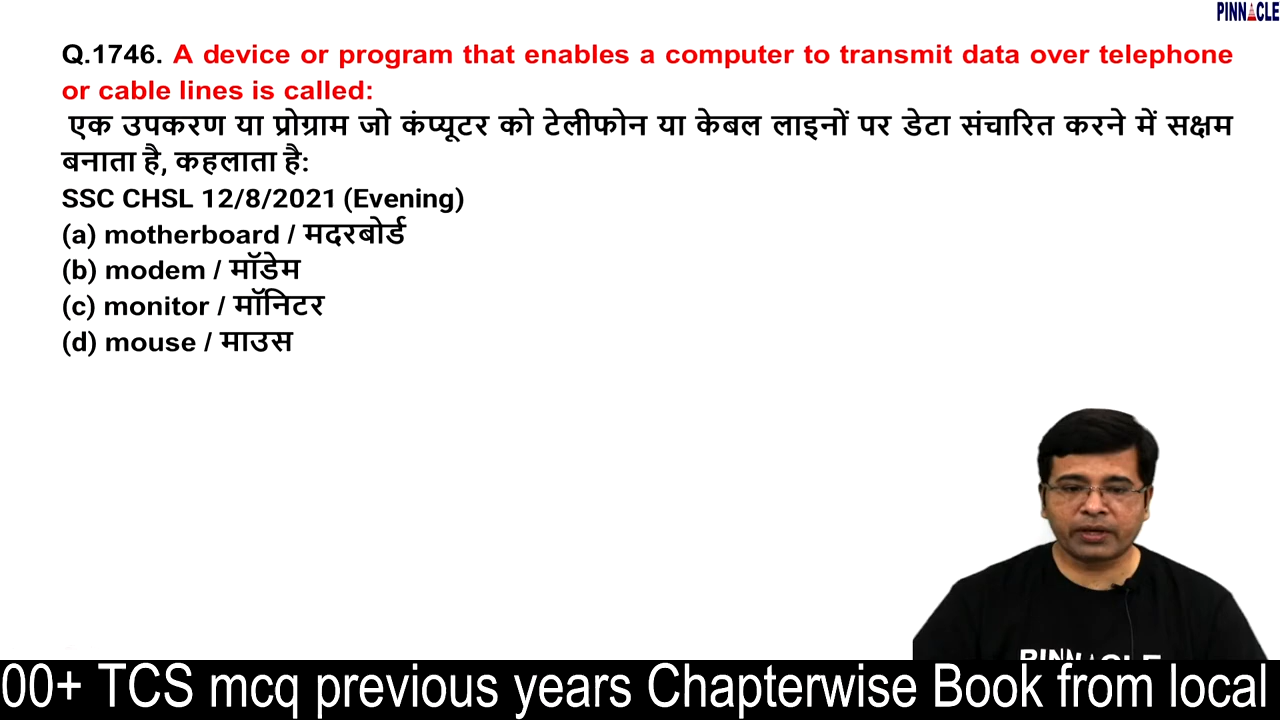 PINNACLE
Q.1746. A device or program that enables a computer to transmit data over telephone
or cable lines is called:
एक उपकरण या प्रोग्राम जो कंप्यूटर को टेलीफोन या केबल लाइनों पर डेटा संचारित करने में सक्षम
बनाता है, कहलाता है:
SSC CHSL 12/8/2021 (Evening)
(a) motherboard / मदरबोर्ड
(b) modem / मॉडेम
(c) monitor / मॉनिटर
(d) mouse / माउस
PINNACLE
00+ TCS mcq previous years Chapterwise Book from local